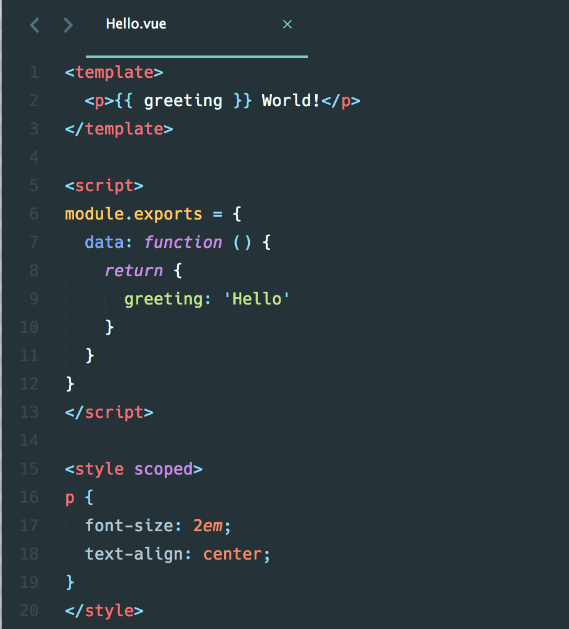 Hello.vue ×
1 <template>
2   <p>{{ greeting }} World!</p>
3 </template>
4
5 <script>
6 module.exports = {
7   data: function () {
8     return {
9       greeting: 'Hello'
10     }
11   }
12 }
13 </script>
14
15 <style scoped>
16 p {
17   font-size: 2em;
18   text-align: center;
19 }
20 </style>